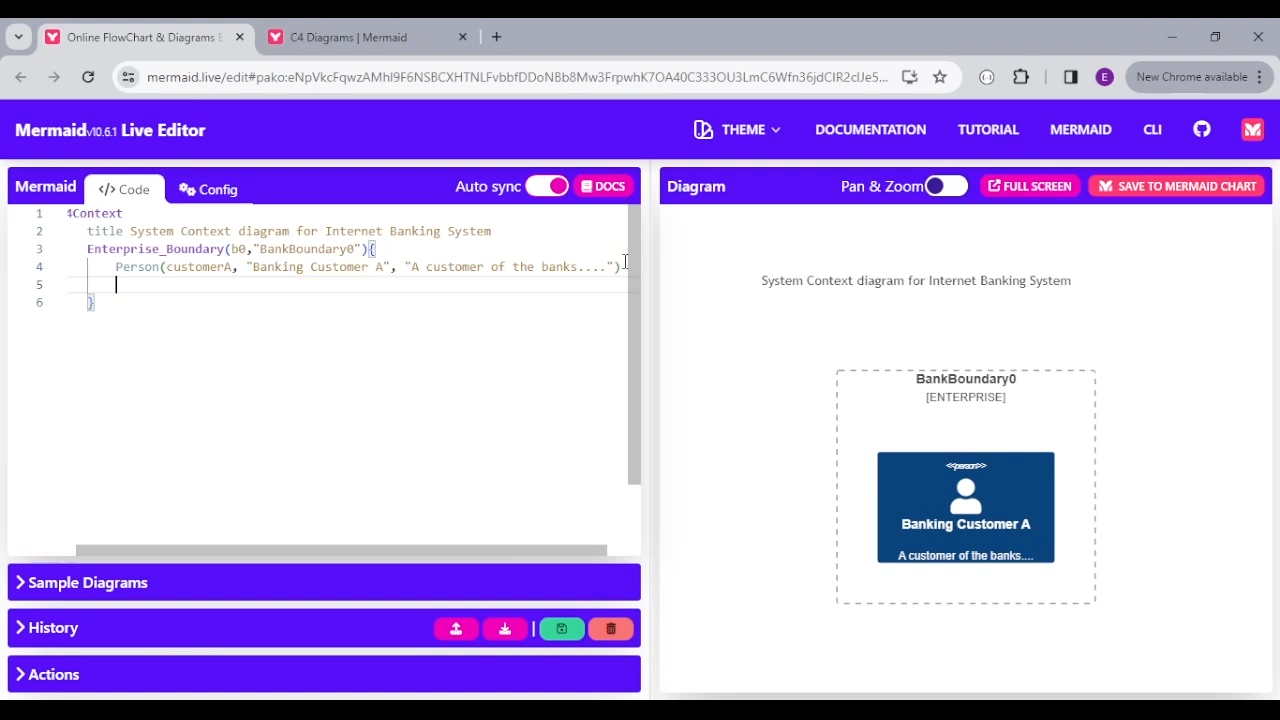 Online FlowChart & Diagrams E
C4 Diagrams | Mermaid
mermaid.live/edit#pako:eNpVkcFqwzAMhl9F6NSBCXHTNLFvbbfDDoNBb8Mw3FrpwhK7OA40C333OU3LmC6Wfn36jdCIR2clJe5...
E
New Chrome available
Mermaidv10.6.1 Live Editor
THEME
DOCUMENTATION
TUTORIAL
MERMAID
CLI
Mermaid
</> Code
Config
Auto sync
DOCS
1 4Context
2 title System Context diagram for Internet Banking System
3 Enterprise_Boundary(b0,"BankBoundary0"){
4 Person(customerA, "Banking Customer A", "A customer of the banks....")
5
6 }
Sample Diagrams
History
Actions
Diagram
Pan & Zoom
FULL SCREEN
SAVE TO MERMAID CHART
System Context diagram for Internet Banking System
BankBoundary0
[ENTERPRISE]
<<person>>
Banking Customer A
A customer of the banks....